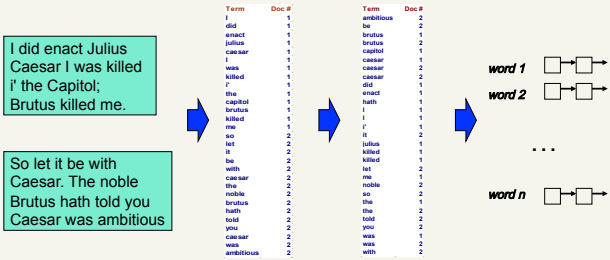 I did enact Julius
Caesar I was killed
i' the Capitol;
Brutus killed me.
So let it be with
Caesar. The noble
Brutus hath told you
Caesar was ambitious
Term Doc #
I 1
did 1
enact 1
julius 1
caesar 1
I 1
was 1
killed 1
i' 1
the 1
capitol 1
brutus 1
killed 1
me 1
so 2
let 2
it 2
be 2
with 2
caesar 2
the 2
noble 2
brutus 2
hath 2
told 2
you 2
caesar 2
was 2
ambitious 2
Term Doc #
ambitious 2
be 2
brutus 1
brutus 2
capitol 1
caesar 1
caesar 2
caesar 2
did 1
enact 1
hath 1
I 1
I 1
i' 1
it 2
julius 1
killed 1
killed 1
let 2
me 1
noble 2
so 2
the 1
the 2
told 2
you 2
was 1
was 2
with 2
word 1
word 2
...
word n